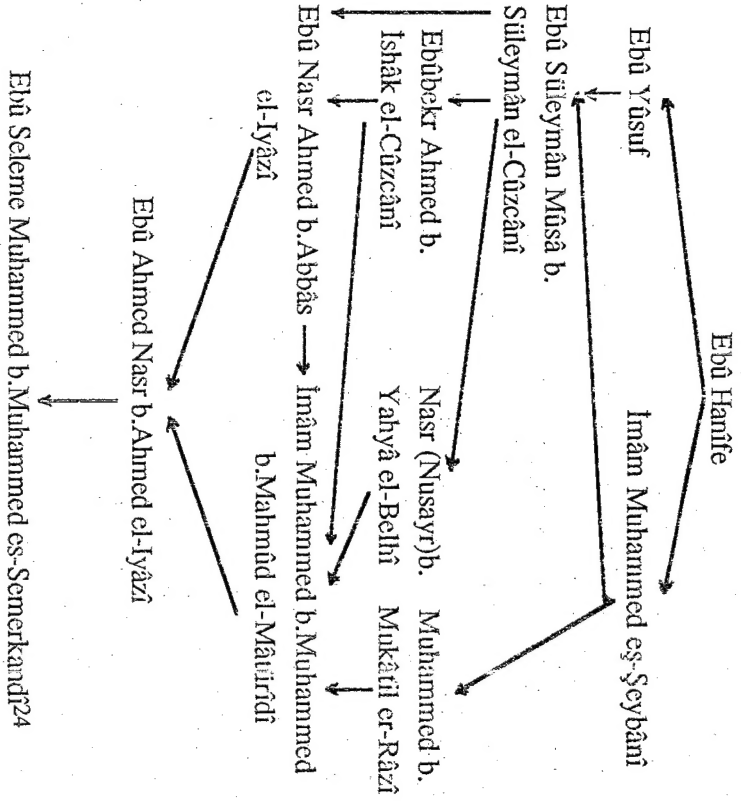 Ebû Hanîfe
Ebû Yûsuf
İmâm Muhammed eş-Şeybânî
Ebû Süleymân Mûsâ b.
Süleymân el-Cûzcânî
Ebûbekr Ahmed b.
İshâk el-Cûzcânî
Nasr (Nusayr)b.
Yahyâ el-Belhî
Muhammed b.
Mukâtil er-Râzî
Ebû Nasr Ahmed b.Abbâs
el-Iyâzî
İmâm Muhammed b.Muhammed
b.Mahmûd el-Mâtürîdî
Ebû Ahmed Nasr b.Ahmed el-Iyâzî
Ebû Seleme Muhammed b.Muhammed es-Semerkandî24